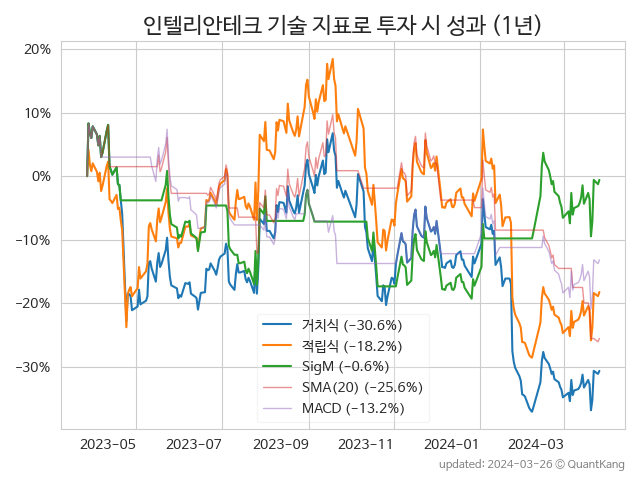 인텔리안테크 기술 지표로 투자 시 성과 (1년)
20%
10%
0%
−10%
−20%
−30%
거치식 (−30.6%)
적립식 (−18.2%)
SigM (−0.6%)
SMA(20) (−25.6%)
MACD (−13.2%)
2023-05 2023-07 2023-09 2023-11 2024-01 2024-03
updated: 2024-03-26 © QuantKang